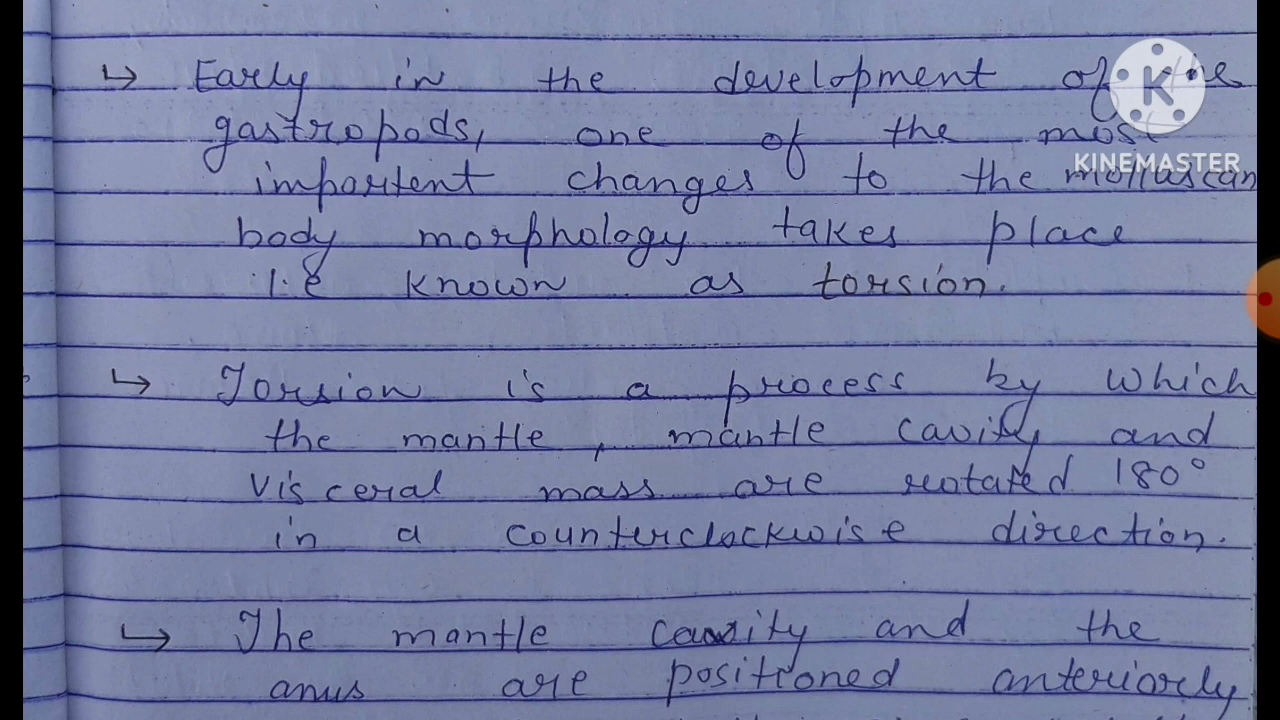 ↳ Early in the development of the
gastropods, one of the most
importent changes to the molluscan
body morphology takes place
i.e known as torsion.
↳ Torsion is a process by which
the mantle, mantle cavity, and
visceral mass are rotated 180°
in a counterclockwise direction.
↳ The mantle cavity and the
anus are positioned anteriorly
K
KINEMASTER